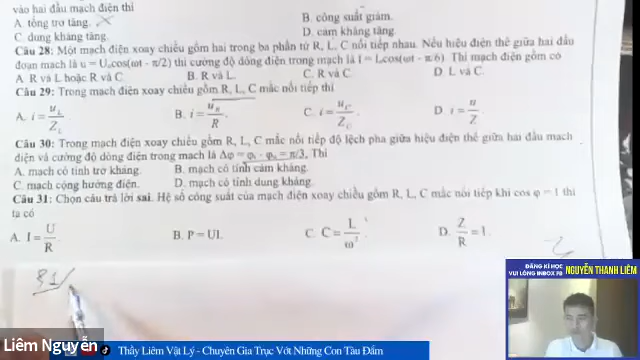 vào hai đầu mạch điện thì
A. tổng trở tăng. B. công suất giảm.
C. dung kháng tăng. D. cảm kháng tăng.
Câu 28: Một mạch điện xoay chiều gồm hai trong ba phần tử R, L, C nối tiếp nhau. Nếu hiệu điện thế giữa hai đầu
đoạn mạch là u = U₀cos(ωt - π/2) thì cường độ dòng điện trong mạch là i = I₀cos(ωt - π/6) Thì mạch điện gồm có
A. R và L hoặc R và C. B. R và L. C. R và C D. L và C.
Câu 29: Trong mạch điện xoay chiều gồm R, L, C mắc nối tiếp thì
A. i = u_L/Z_L B. i = u_R/R. C. i = u_C/Z_C. D. i = u/Z
Câu 30: Trong mạch điện xoay chiều gồm R, L, C mắc nối tiếp độ lệch pha giữa hiệu điện thế giữa hai đầu mạch
điện và cường độ dòng điện trong mạch là Δφ = φᵢ - φᵤ = π/3, Thì
A. mạch có tính trở kháng. B. mạch có tính cảm kháng.
C. mạch cộng hưởng điện. D. mạch có tính dung kháng.
Câu 31: Chọn câu trả lời sai. Hệ số công suất của mạch điện xoay chiều gồm R, L, C mắc nối tiếp khi cos φ = 1 thì
ta có
A. I = U/R B. P = UI. C. C = L/ω². D. Z/R = 1.
31/
ĐĂNG KÍ HỌC
VUI LÒNG INBOX FB
NGUYỄN THANH LIÊM
Liêm Nguyễn
Thầy Liêm Vật Lý - Chuyên Gia Trục Vớt Những Con Tàu Đắm